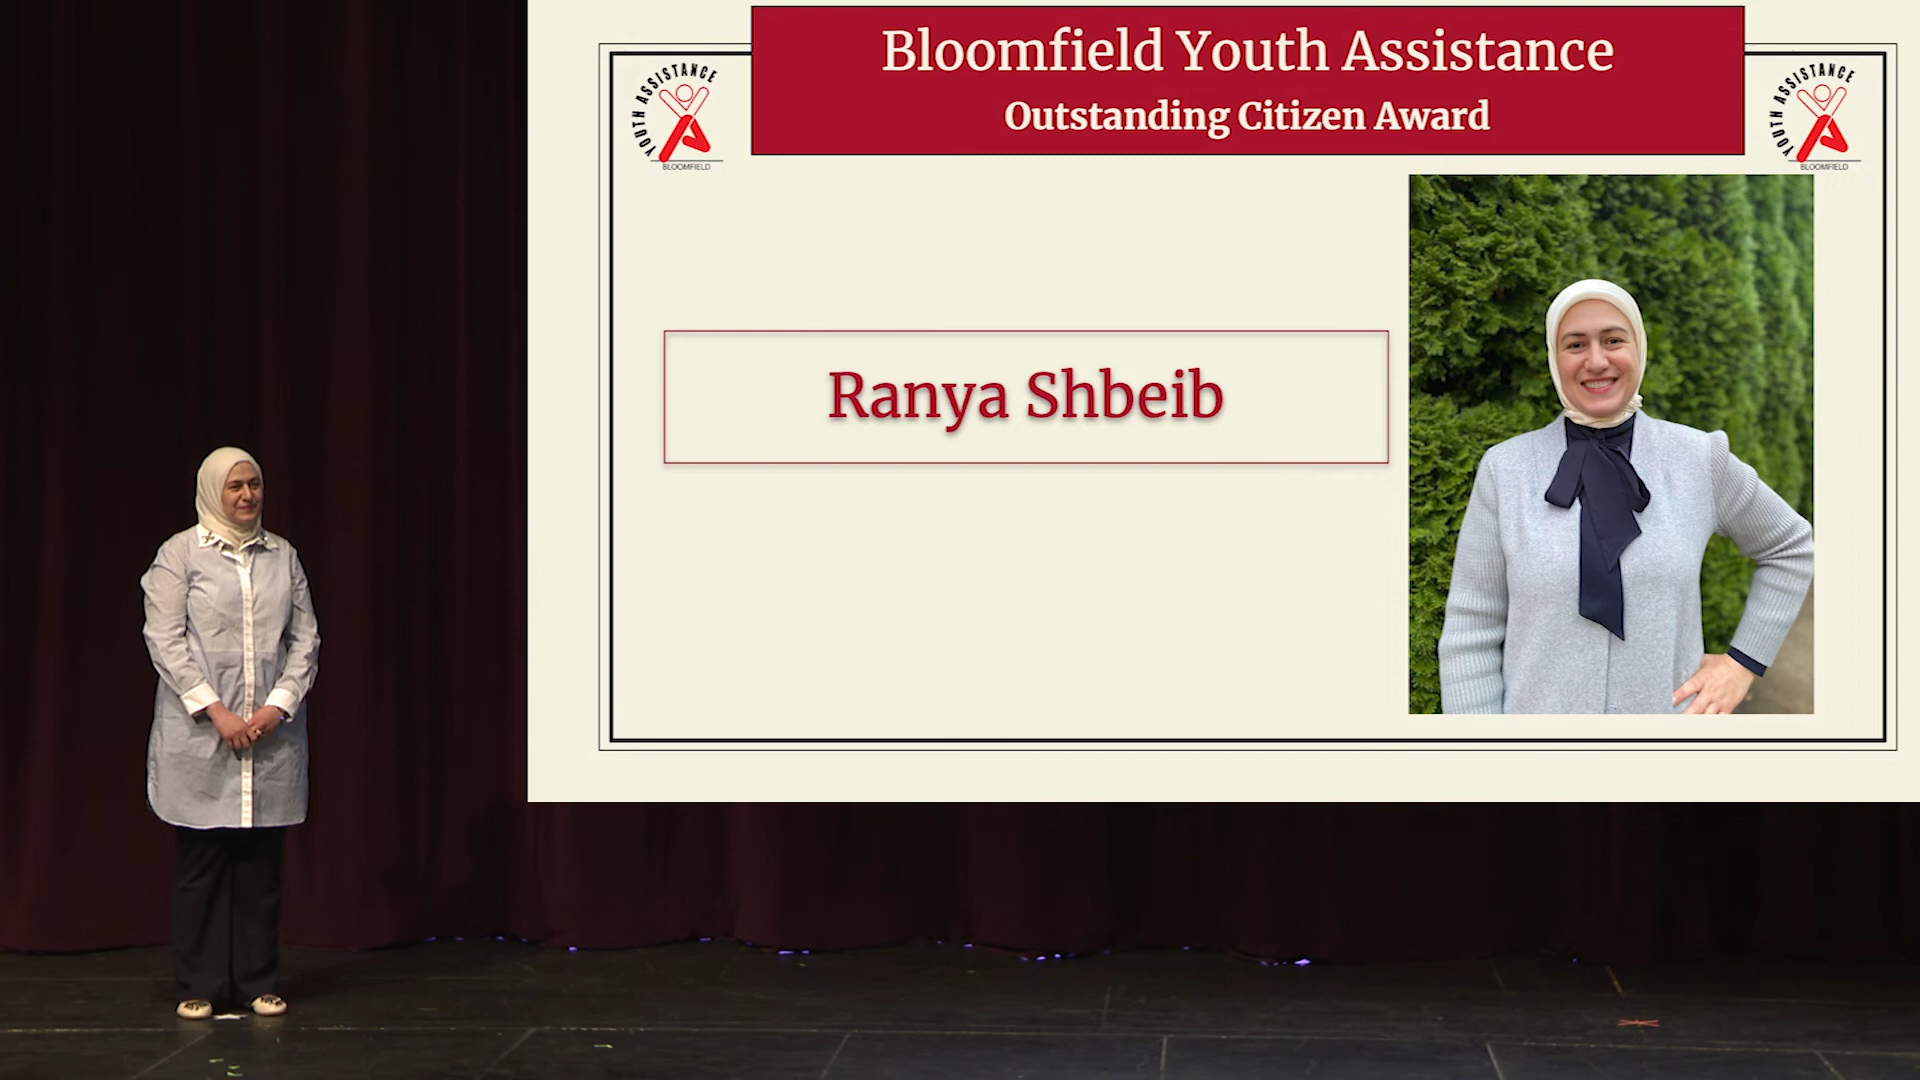 Bloomfield Youth Assistance
Outstanding Citizen Award
YOUTH ASSISTANCE
BLOOMFIELD
YOUTH ASSISTANCE
BLOOMFIELD
Ranya Shbeib